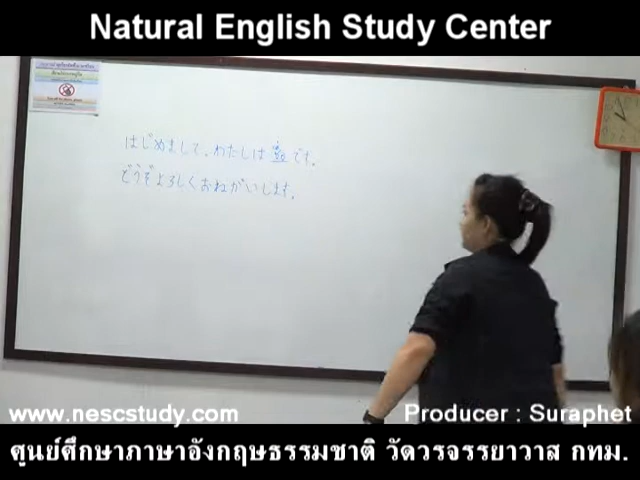 Natural English Study Center
はじめまして。わたしは です。
どうぞよろしくおねがいします。
www.nescstudy.com
Producer : Suraphet
ศูนย์ศึกษาภาษาอังกฤษธรรมชาติ วัดวรจรรยาวาส กทม.